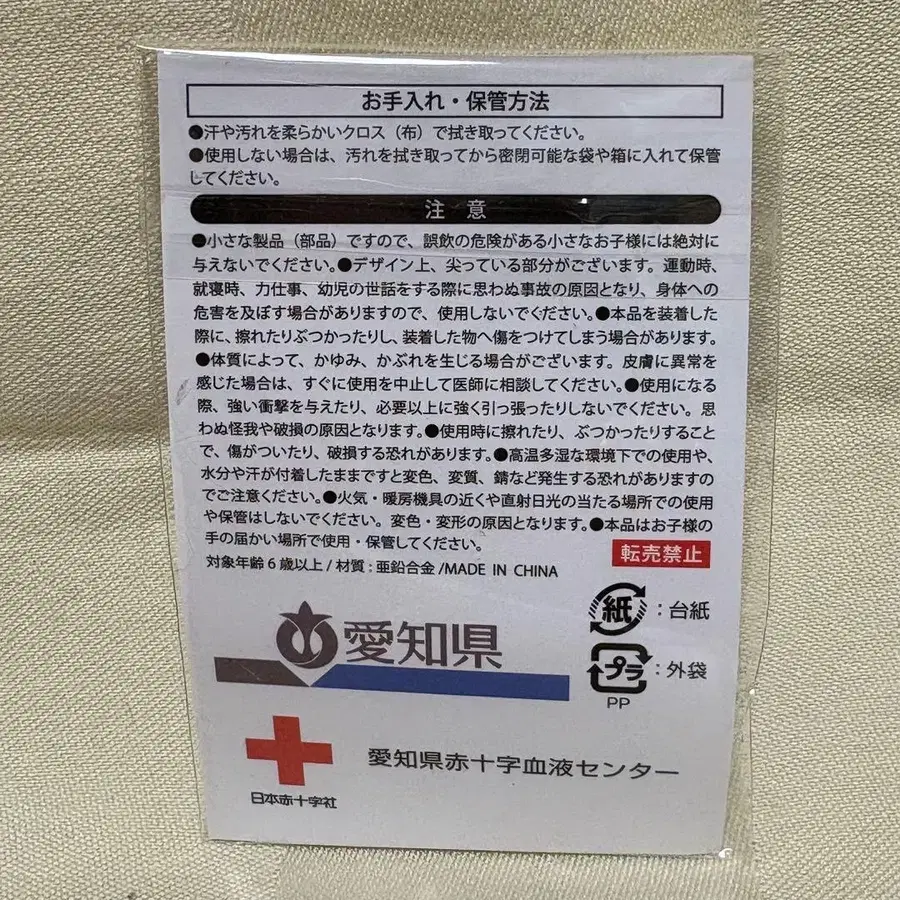 お手入れ・保管方法
●汗や汚れを柔らかいクロス（布）で拭き取ってください。
●使用しない場合は、汚れを拭き取ってから密閉可能な袋や箱に入れて保管
してください。
注 意
●小さな製品（部品）ですので、誤飲の危険がある小さなお子様には絶対に
与えないでください。●デザイン上、尖っている部分がございます。運動時、
就寝時、力仕事、幼児の世話をする際に思わぬ事故の原因となり、身体への
危害を及ぼす場合がありますので、使用しないでください。●本品を装着した
際に、擦れたりぶつかったりし、装着した物へ傷をつけてしまう場合があります。
●体質によって、かゆみ、かぶれを生じる場合がございます。皮膚に異常を
感じた場合は、すぐに使用を中止して医師に相談してください。●使用になる
際、強い衝撃を与えたり、必要以上に強く引っ張ったりしないでください。思
わぬ怪我や破損の原因となります。●使用時に擦れたり、ぶつかったりすること
で、傷がついたり、破損する恐れがあります。●高温多湿な環境下での使用や、
水分や汗が付着したままですと変色、変質、錆など発生する恐れがありますの
でご注意ください。●火気・暖房機具の近くや直射日光の当たる場所での使用
や保管はしないでください。変色・変形の原因となります。●本品はお子様の
手の届かい場所で使用・保管してください。
転売禁止
対象年齢6歳以上/材質:亜鉛合金/MADE IN CHINA
紙：台紙
愛知県
プラ：外袋
PP
愛知県赤十字血液センター
日本赤十字社